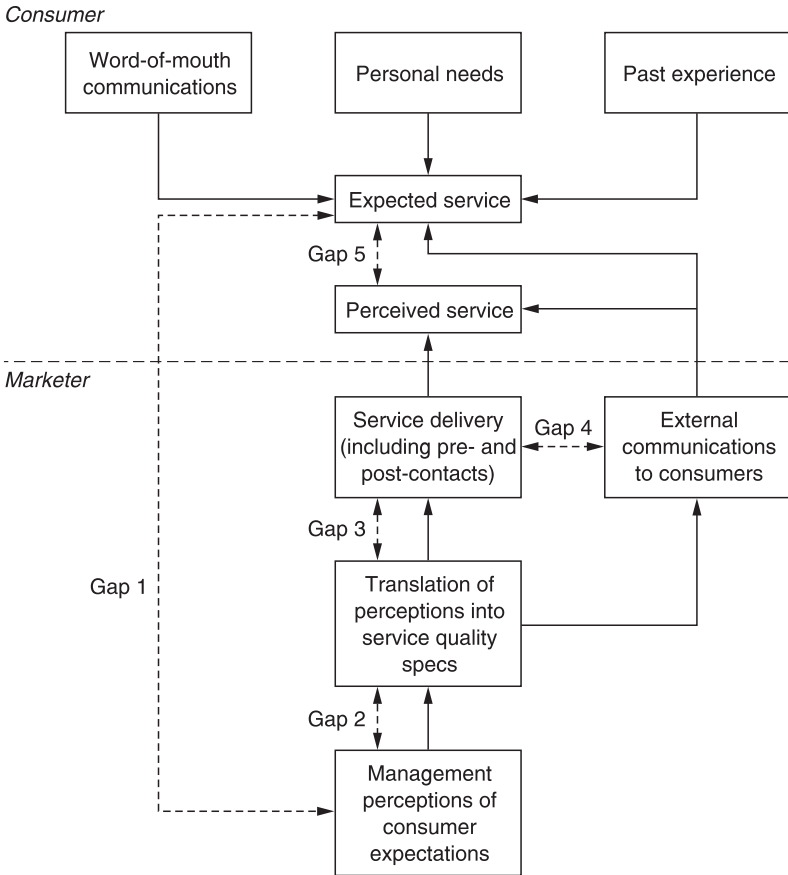 Consumer
Word-of-mouth
communications
Personal needs
Past experience
Expected service
Gap 5
Perceived service
Marketer
Service delivery
(including pre- and
post-contacts)
Gap 4
External
communications
to consumers
Gap 3
Gap 1
Translation of
perceptions into
service quality
specs
Gap 2
Management
perceptions of
consumer
expectations